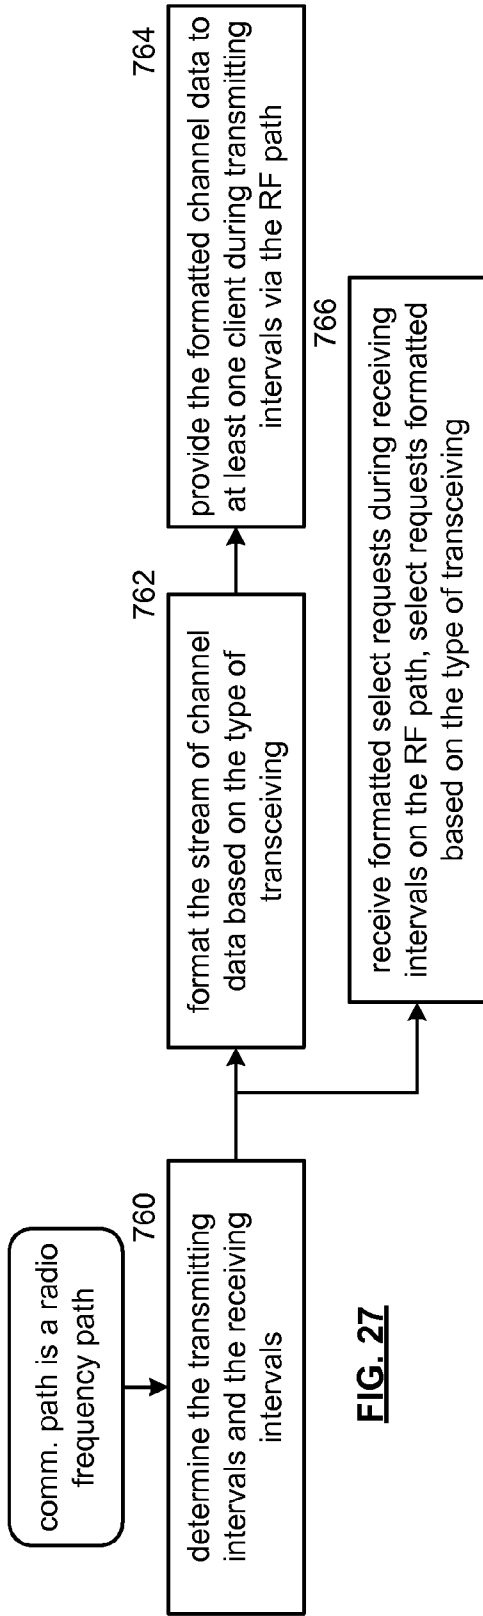 comm. path is a radio
frequency path
760
determine the transmitting
intervals and the receiving
intervals
762
format the stream of channel
data based on the type of
transceiving
764
provide the formatted channel data to
at least one client during transmitting
intervals via the RF path
766
receive formatted select requests during receiving
intervals on the RF path, select requests formatted
based on the type of transceiving
FIG. 27